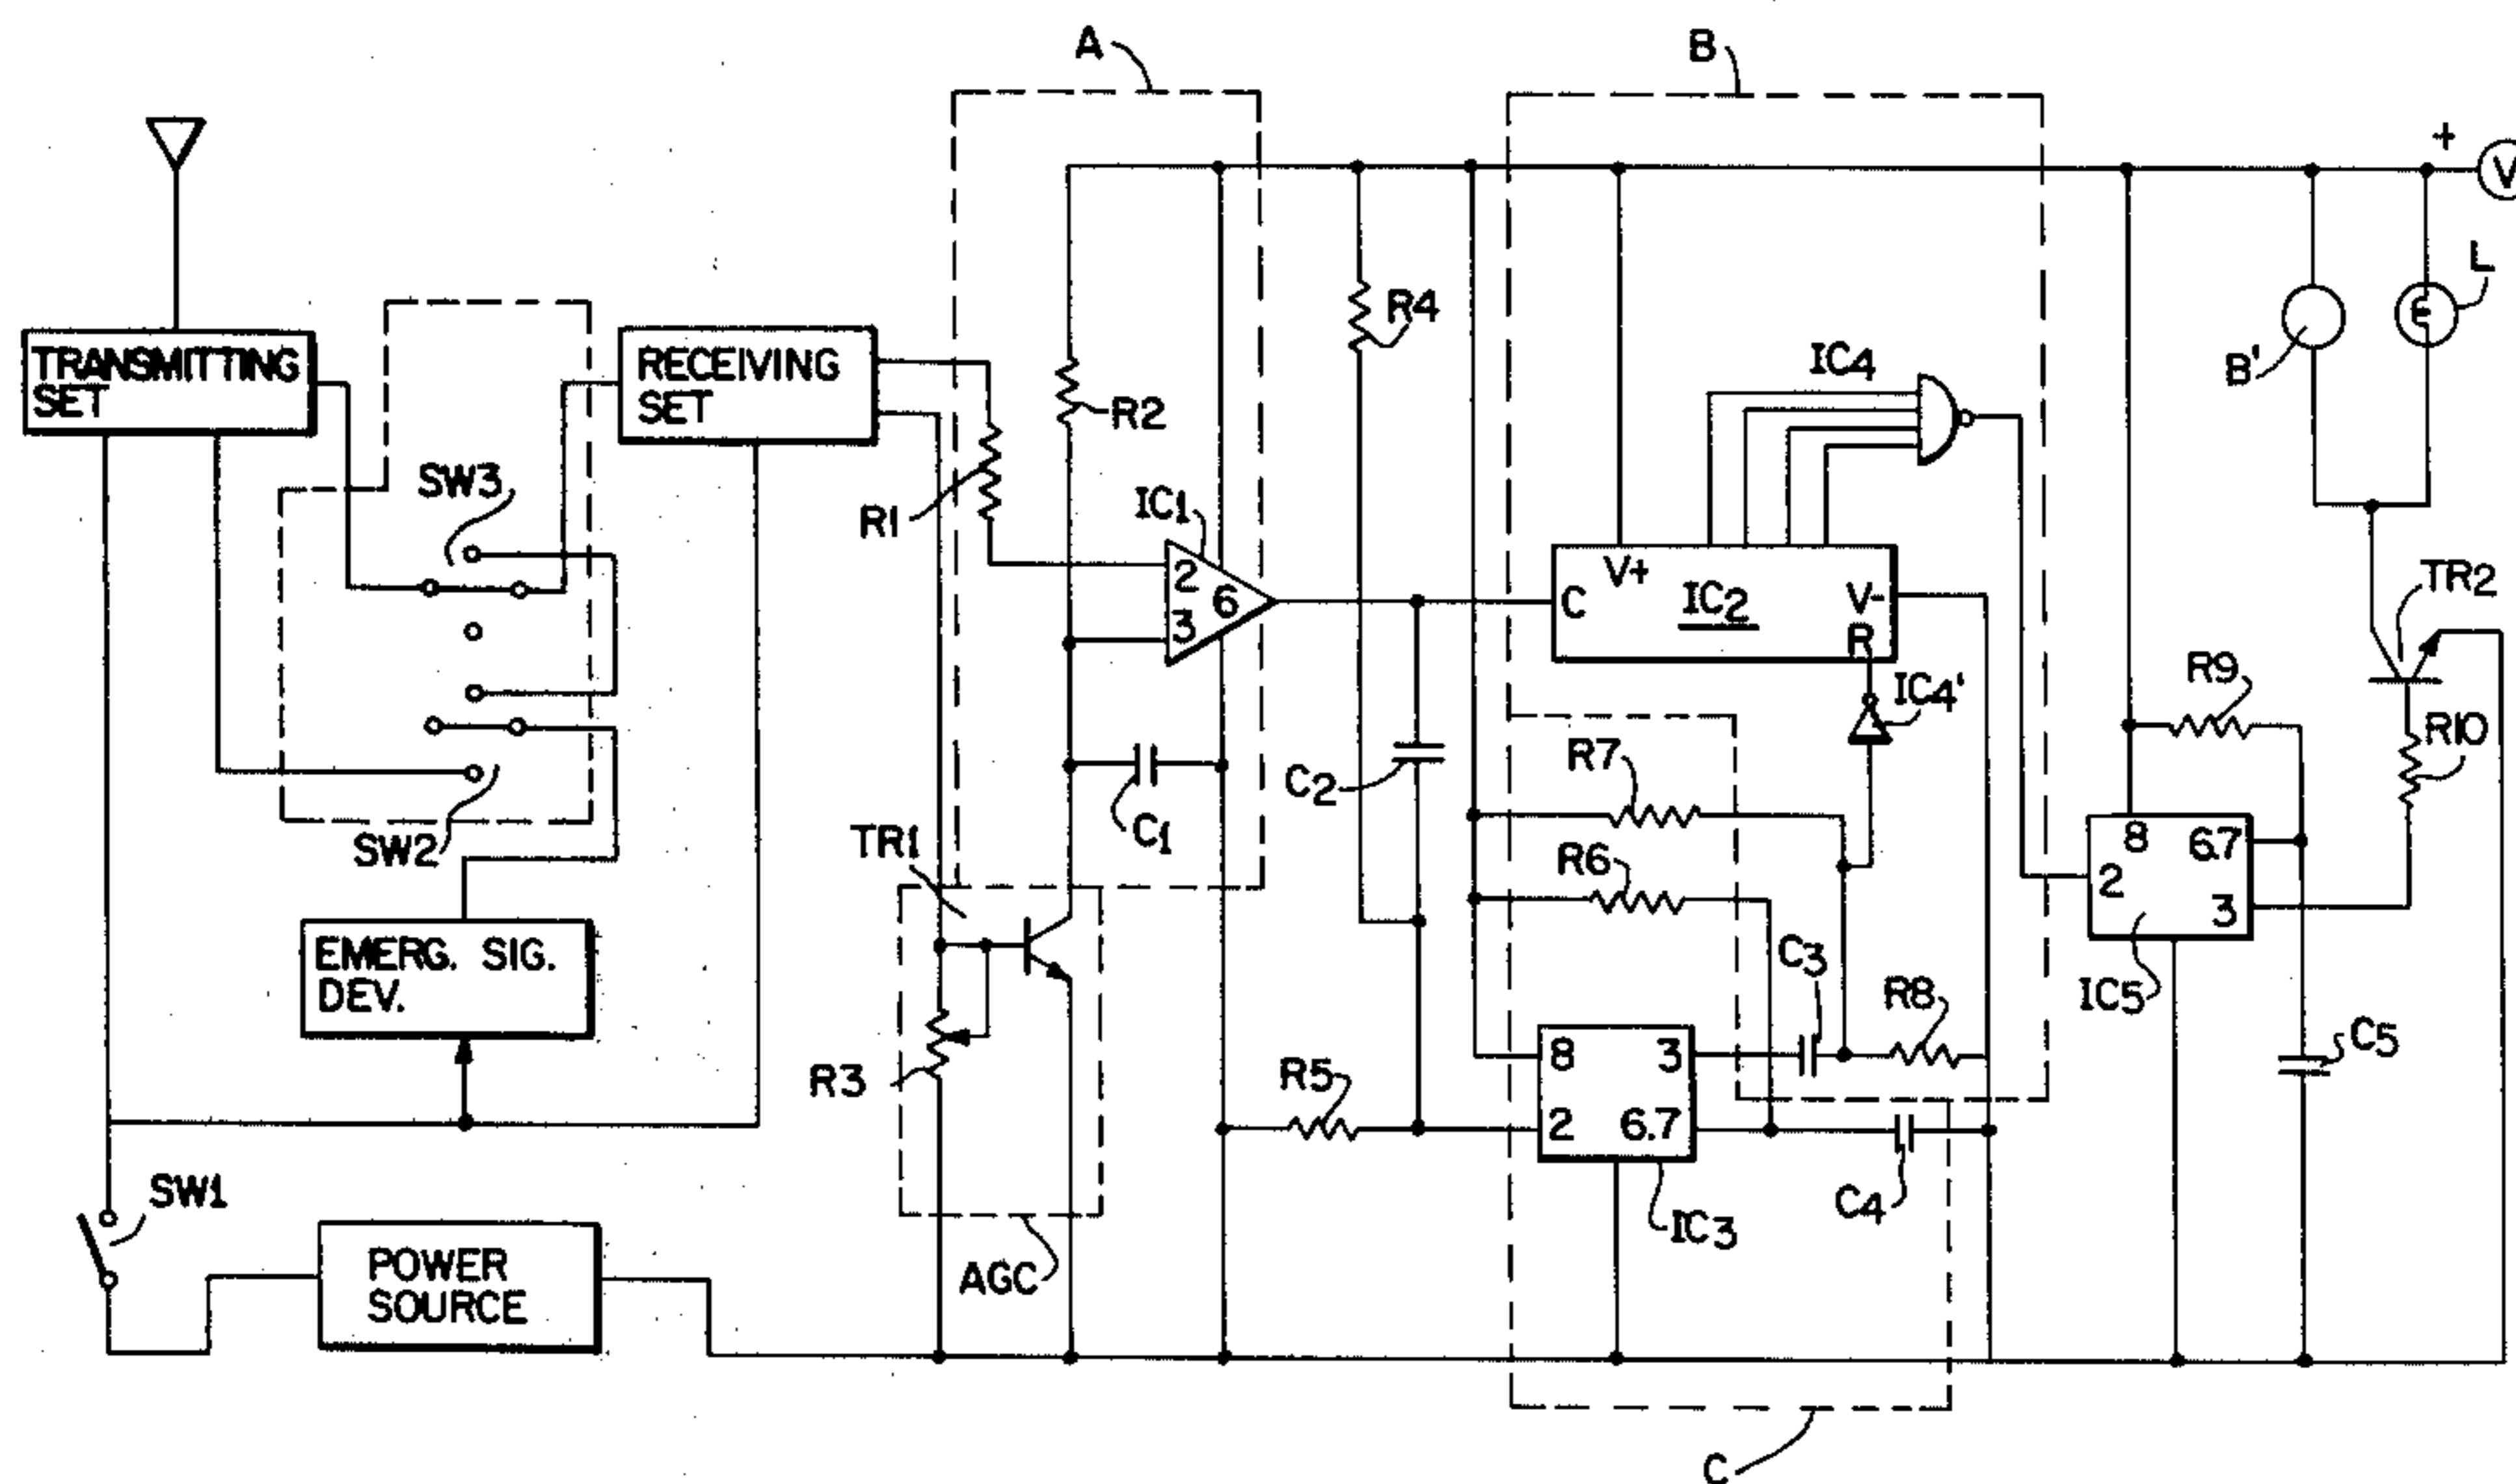 A
B
+
V
L
R4
TRANSMITTING
SET
RECEIVING
SET
IC4
B'
R2
SW3
R1
IC1
2
6
3
V+
C
IC2
V-
R
TR2
IC4'
R9
R10
R7
C2
SW2
C1
TR1
R6
8
6.7
2
3
IC5
EMERG. SIG.
DEV.
C3
R8
C5
R3
R5
8
3
2
6.7
C4
IC3
SW1
AGC
POWER
SOURCE
C